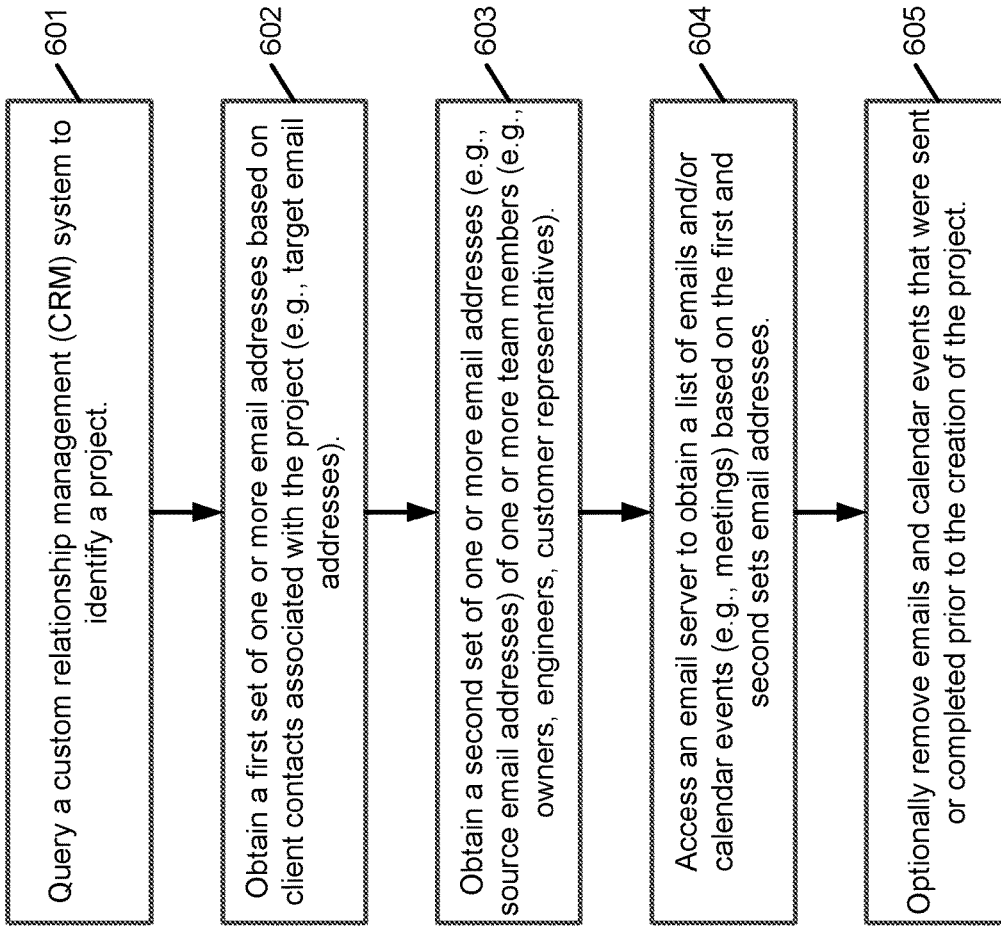 Query a custom relationship management (CRM) system to
identify a project.
601
Obtain a first set of one or more email addresses based on
client contacts associated with the project (e.g., target email
addresses).
602
Obtain a second set of one or more email addresses (e.g.,
source email addresses) of one or more team members (e.g.,
owners, engineers, customer representatives).
603
Access an email server to obtain a list of emails and/or
calendar events (e.g., meetings) based on the first and
second sets email addresses.
604
Optionally remove emails and calendar events that were sent
or completed prior to the creation of the project.
605